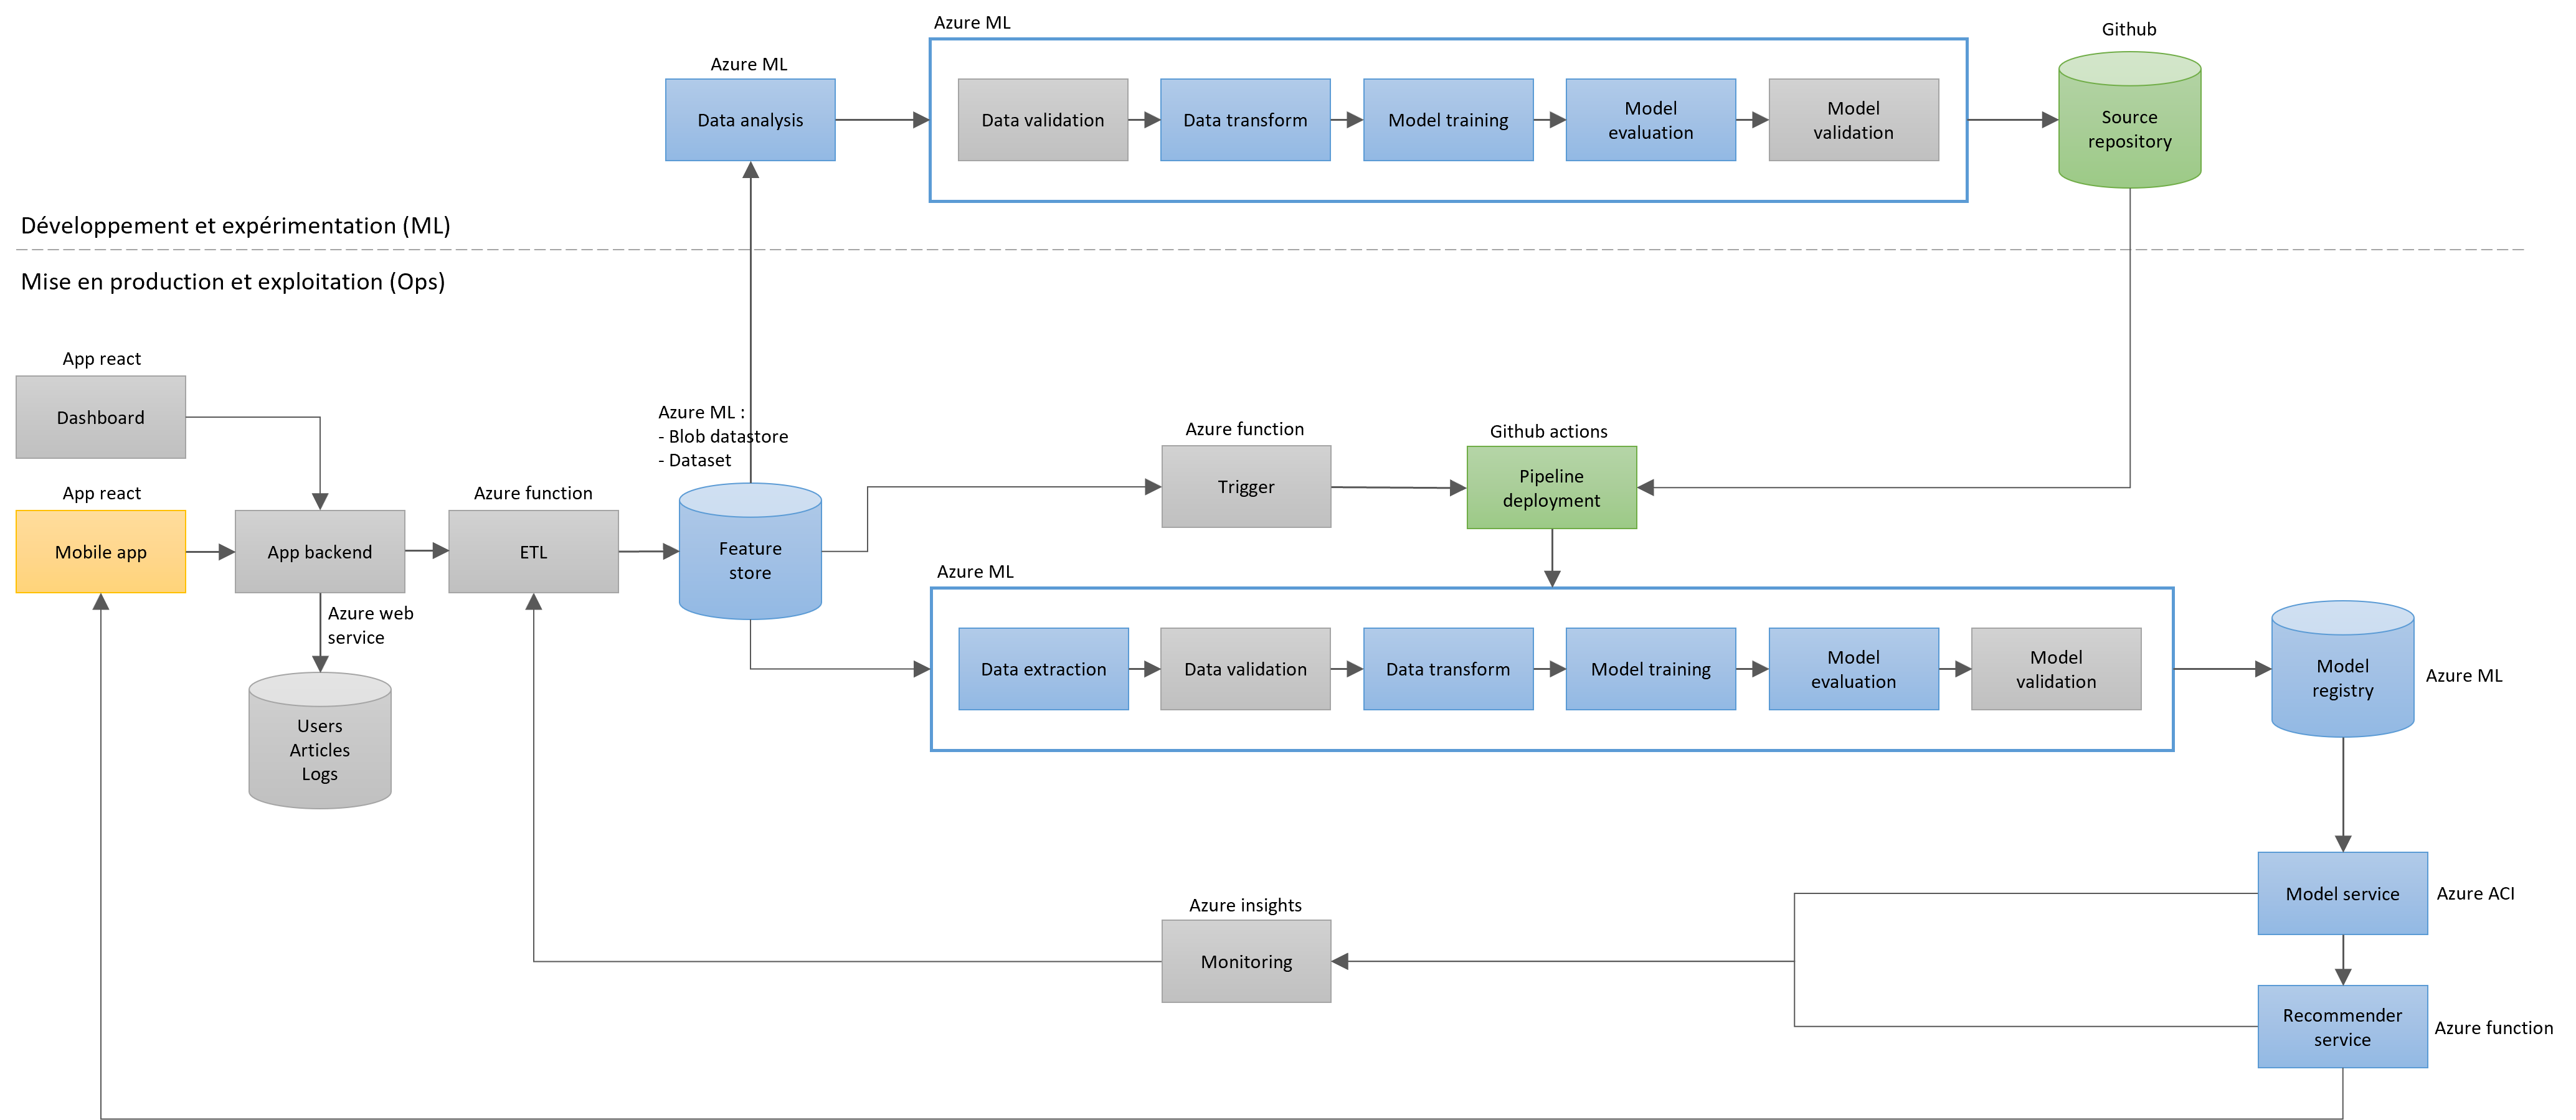 Azure ML
Github
Azure ML
Data analysis
Data validation
Data transform
Model training
Model
evaluation
Model
validation
Source
repository
Développement et expérimentation (ML)
Mise en production et exploitation (Ops)
App react
Dashboard
Azure ML :
- Blob datastore
- Dataset
Azure function
Trigger
Github actions
Pipeline
deployment
App react
Mobile app
App backend
Azure function
ETL
Feature
store
Azure web
service
Users
Articles
Logs
Azure ML
Data extraction
Data validation
Data transform
Model training
Model
evaluation
Model
validation
Model
registry
Azure ML
Model service
Azure ACI
Azure insights
Monitoring
Recommender
service
Azure function